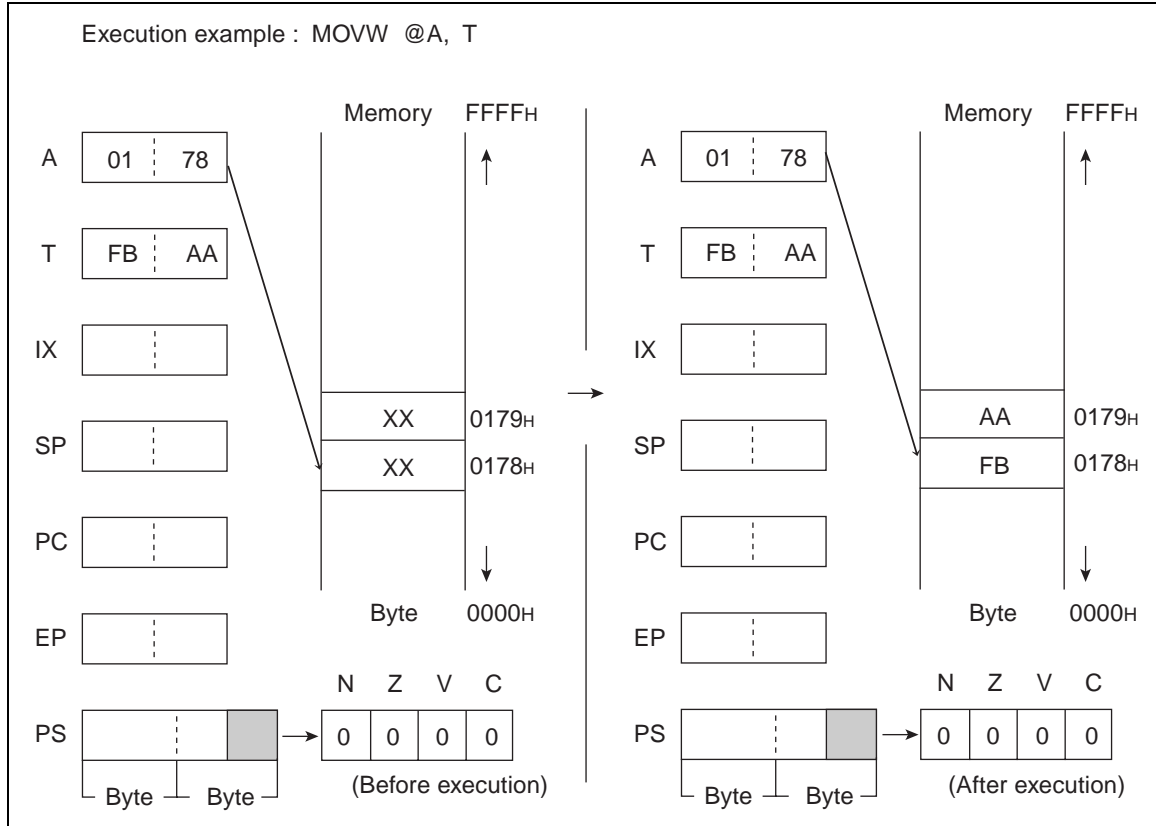 Execution example : MOVW @A, T
Memory FFFFH
A 01 78
T FB AA
IX
XX 0179H
SP
XX 0178H
PC
Byte 0000H
EP
N Z V C
PS 0 0 0 0
(Before execution)
Byte Byte
Memory FFFFH
A 01 78
T FB AA
IX
AA 0179H
SP
FB 0178H
PC
Byte 0000H
EP
N Z V C
PS 0 0 0 0
(After execution)
Byte Byte